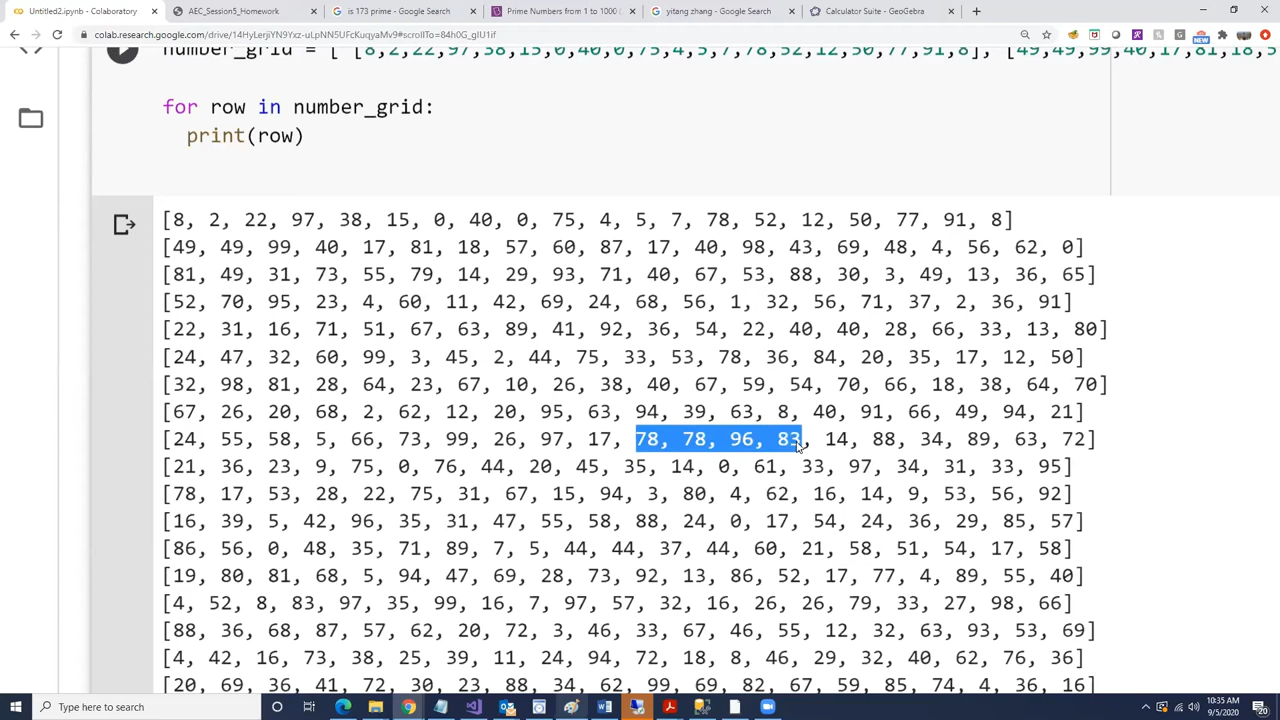 Untitled2.ipynb - Colaboratory
AEC_Session5_Homework
is 173 prime - Google Search
Prime Numbers from 1 to 1000 (
yitang zhang - Google Search
Calculator Suite - GeoGebra
number_grid = [ [8,2,22,97,38,15,0,40,0,75,4,5,7,78,52,12,50,77,91,8], [49,49,99,40,17,81,18,5
for row in number_grid:
print(row)
[8, 2, 22, 97, 38, 15, 0, 40, 0, 75, 4, 5, 7, 78, 52, 12, 50, 77, 91, 8]
[49, 49, 99, 40, 17, 81, 18, 57, 60, 87, 17, 40, 98, 43, 69, 48, 4, 56, 62, 0]
[81, 49, 31, 73, 55, 79, 14, 29, 93, 71, 40, 67, 53, 88, 30, 3, 49, 13, 36, 65]
[52, 70, 95, 23, 4, 60, 11, 42, 69, 24, 68, 56, 1, 32, 56, 71, 37, 2, 36, 91]
[22, 31, 16, 71, 51, 67, 63, 89, 41, 92, 36, 54, 22, 40, 40, 28, 66, 33, 13, 80]
[24, 47, 32, 60, 99, 3, 45, 2, 44, 75, 33, 53, 78, 36, 84, 20, 35, 17, 12, 50]
[32, 98, 81, 28, 64, 23, 67, 10, 26, 38, 40, 67, 59, 54, 70, 66, 18, 38, 64, 70]
[67, 26, 20, 68, 2, 62, 12, 20, 95, 63, 94, 39, 63, 8, 40, 91, 66, 49, 94, 21]
[24, 55, 58, 5, 66, 73, 99, 26, 97, 17, 78, 78, 96, 83, 14, 88, 34, 89, 63, 72]
[21, 36, 23, 9, 75, 0, 76, 44, 20, 45, 35, 14, 0, 61, 33, 97, 34, 31, 33, 95]
[78, 17, 53, 28, 22, 75, 31, 67, 15, 94, 3, 80, 4, 62, 16, 14, 9, 53, 56, 92]
[16, 39, 5, 42, 96, 35, 31, 47, 55, 58, 88, 24, 0, 17, 54, 24, 36, 29, 85, 57]
[86, 56, 0, 48, 35, 71, 89, 7, 5, 44, 44, 37, 44, 60, 21, 58, 51, 54, 17, 58]
[19, 80, 81, 68, 5, 94, 47, 69, 28, 73, 92, 13, 86, 52, 17, 77, 4, 89, 55, 40]
[4, 52, 8, 83, 97, 35, 99, 16, 7, 97, 57, 32, 16, 26, 26, 79, 33, 27, 98, 66]
[88, 36, 68, 87, 57, 62, 20, 72, 3, 46, 33, 67, 46, 55, 12, 32, 63, 93, 53, 69]
[4, 42, 16, 73, 38, 25, 39, 11, 24, 94, 72, 18, 8, 46, 29, 32, 40, 62, 76, 36]
[20, 69, 36, 41, 72, 30, 23, 88, 34, 62, 99, 69, 82, 67, 59, 85, 74, 4, 36, 16]
Type here to search
10:35 AM
9/5/2020
20